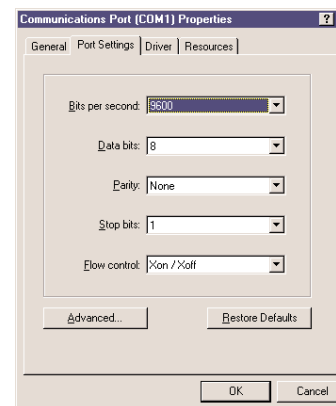 Communications Port (COM1) Properties ?
General Port Settings Driver Resources
Bits per second: 9600
Data bits: 8
Parity: None
Stop bits: 1
Flow control: Xon / Xoff
Advanced... Restore Defaults
OK Cancel